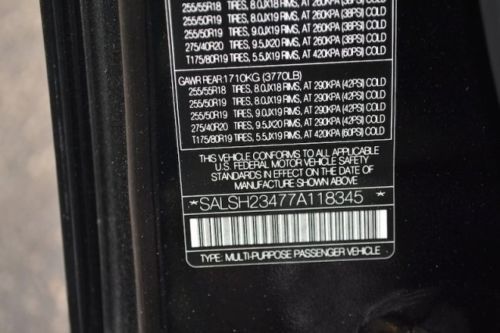 255/55R18 TIRES, 8.0JX18 RIMS, AT 260KPA (38PSI) COLD
255/50R19 TIRES, 8.0JX19 RIMS, AT 260KPA (38PSI) COLD
255/50R19 TIRES, 9.0JX19 RIMS, AT 260KPA (38PSI) COLD
275/40R20 TIRES, 9.5JX20 RIMS, AT 260KPA (38PSI) COLD
T175/80R19 TIRES, 5.5JX19 RIMS, AT 420KPA (60PSI) COLD
GAWR REAR 1710KG (3770LB)
255/55R18 TIRES, 8.0JX18 RIMS, AT 290KPA (42PSI) COLD
255/50R19 TIRES, 8.0JX19 RIMS, AT 290KPA (42PSI) COLD
255/50R19 TIRES, 9.0JX19 RIMS, AT 290KPA (42PSI) COLD
275/40R20 TIRES, 9.5JX20 RIMS, AT 290KPA (42PSI) COLD
T175/80R19 TIRES, 5.5JX19 RIMS, AT 420KPA (60PSI) COLD
THIS VEHICLE CONFORMS TO ALL APPLICABLE
U.S. FEDERAL MOTOR VEHICLE SAFETY
STANDARDS IN EFFECT ON THE DATE OF
MANUFACTURE SHOWN ABOVE
*SALSH23477A118345*
TYPE: MULTI-PURPOSE PASSENGER VEHICLE